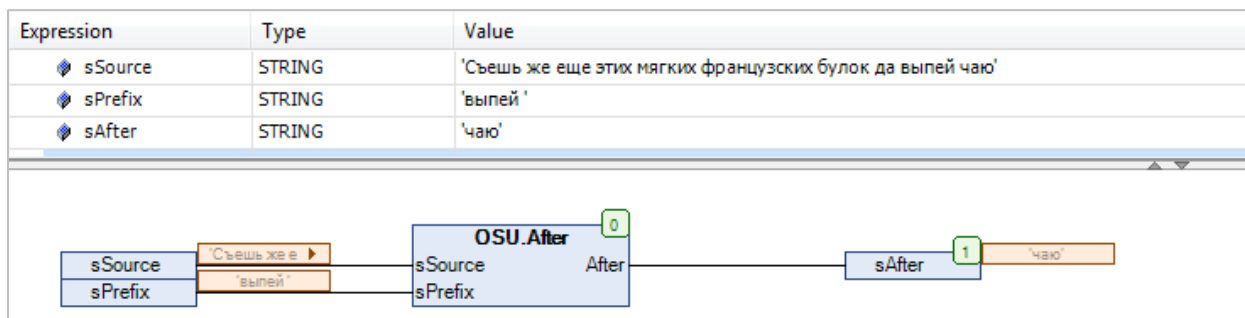 Expression Type Value
sSource STRING 'Съешь же еще этих мягких французских булок да выпей чаю'
sPrefix STRING 'выпей '
sAfter STRING 'чаю'
0
OSU.After
'Съешь же е
sSource sSource After sAfter 1 'чаю'
'выпей '
sPrefix sPrefix